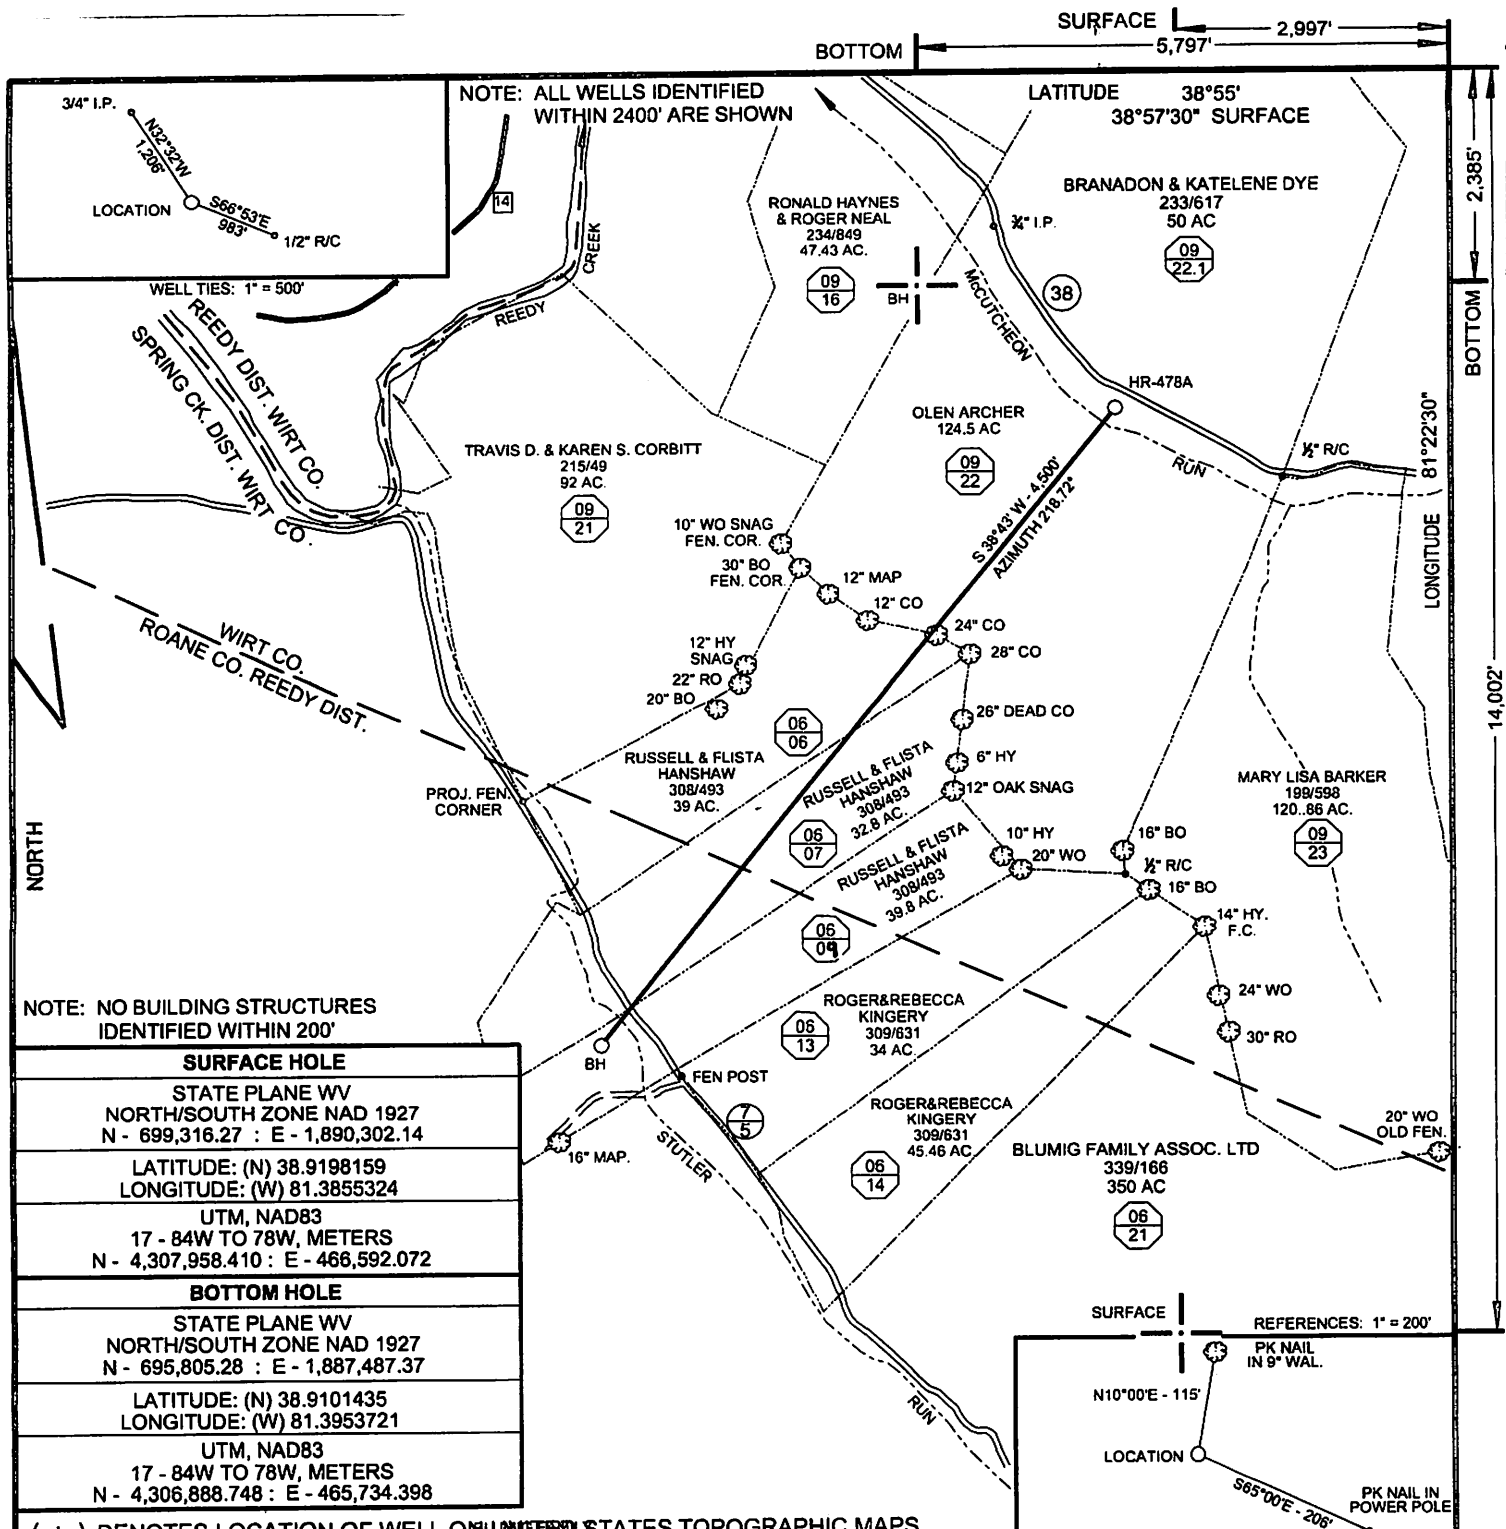 SURFACE
2,997'
BOTTOM
5,797'
3/4" I.P.
N32°32'W
1,206'
LOCATION
S66°53'E
983'
1/2" R/C
WELL TIES: 1" = 500'
NOTE: ALL WELLS IDENTIFIED
WITHIN 2400' ARE SHOWN
LATITUDE 38°55'
38°57'30" SURFACE
2,385'
BOTTOM
14
CREEK
REEDY
REEDY DIST. WIRT CO.
SPRING CK. DIST. WIRT CO.
RONALD HAYNES
& ROGER NEAL
234/849
47.43 AC.
09
16
BH
BRANADON & KATELENE DYE
233/617
50 AC
09
22.1
¾" I.P.
38
McCUTCHEON
HR-478A
RUN
½" R/C
81°22'30"
LONGITUDE
14,002'
OLEN ARCHER
124.5 AC
09
22
S 38°43' W - 4,500'
AZIMUTH 218.72°
TRAVIS D. & KAREN S. CORBITT
215/49
92 AC.
09
21
10" WO SNAG
FEN. COR.
30" BO
FEN. COR.
12" MAP
12" CO
24" CO
28" CO
12" HY
SNAG
22" RO
20" BO
26" DEAD CO
6" HY
12" OAK SNAG
10" HY
20" WO
16" BO
½" R/C
16" BO
14" HY.
F.C.
24" WO
30" RO
20" WO
OLD FEN.
WIRT CO.
ROANE CO. REEDY DIST.
NORTH
PROJ. FEN.
CORNER
06
06
RUSSELL & FLISTA
HANSHAW
308/493
39 AC.
RUSSELL & FLISTA
HANSHAW
308/493
32.8 AC.
06
07
RUSSELL & FLISTA
HANSHAW
308/493
39.8 AC.
06
09
MARY LISA BARKER
199/598
120..86 AC.
09
23
ROGER&REBECCA
KINGERY
309/631
34 AC.
06
13
ROGER&REBECCA
KINGERY
309/631
45.46 AC.
06
14
BLUMIG FAMILY ASSOC. LTD
339/166
350 AC
06
21
BH
FEN POST
7
5
16" MAP.
STUTLER
RUN
NOTE: NO BUILDING STRUCTURES
IDENTIFIED WITHIN 200'
SURFACE HOLE
STATE PLANE WV
NORTH/SOUTH ZONE NAD 1927
N - 699,316.27 : E - 1,890,302.14
LATITUDE: (N) 38.9198159
LONGITUDE: (W) 81.3855324
UTM, NAD83
17 - 84W TO 78W, METERS
N - 4,307,958.410 : E - 466,592.072
BOTTOM HOLE
STATE PLANE WV
NORTH/SOUTH ZONE NAD 1927
N - 695,805.28 : E - 1,887,487.37
LATITUDE: (N) 38.9101435
LONGITUDE: (W) 81.3953721
UTM, NAD83
17 - 84W TO 78W, METERS
N - 4,306,888.748 : E - 465,734.398
SURFACE
REFERENCES: 1" = 200'
PK NAIL
IN 9" WAL.
N10°00'E - 115'
LOCATION
S65°00'E - 206'
PK NAIL IN
POWER POLE
DENOTES LOCATION OF WELL ON STATES TOPOGRAPHIC MAPS